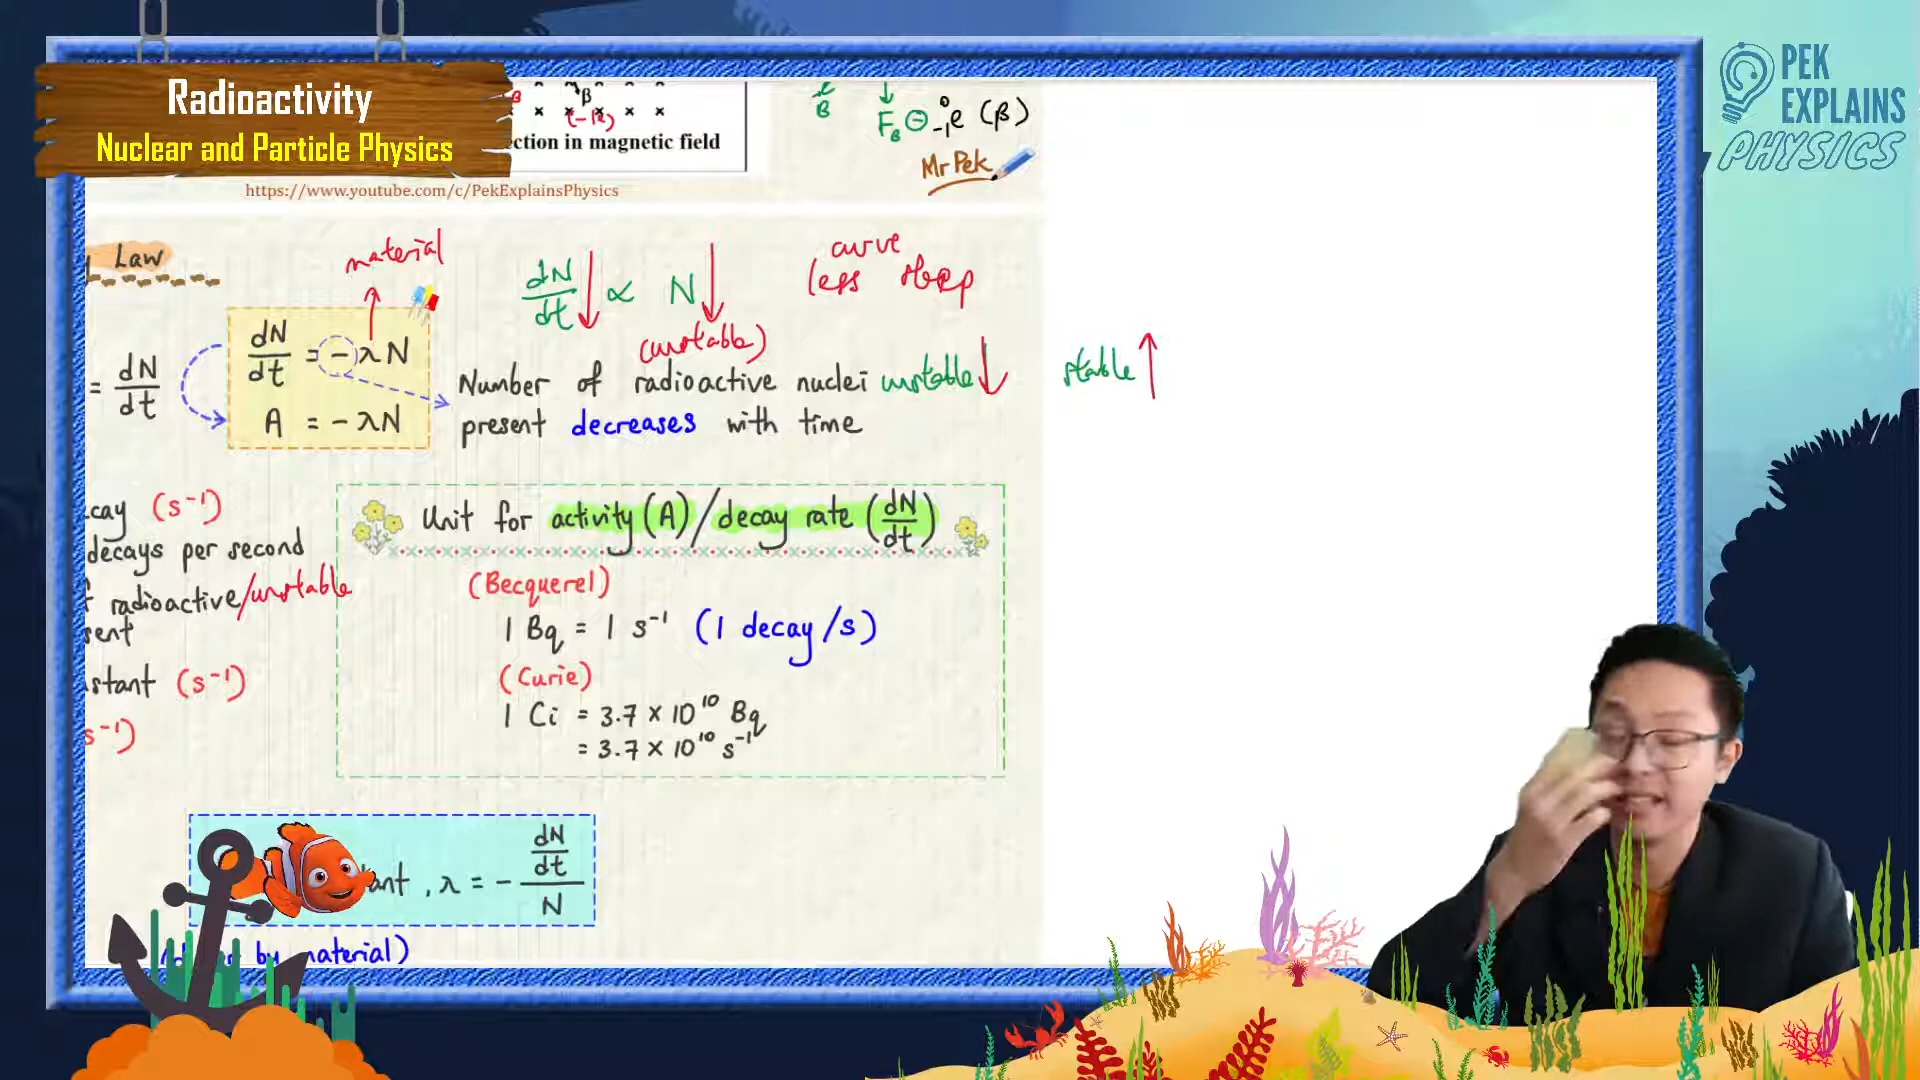 Radioactivity
Nuclear and Particle Physics
PEK
EXPLAINS
PHYSICS
β
(-1e)
ection in magnetic field
B
F_B ⊖ ⁰₋₁e (β)
Mr Pek
https://www.youtube.com/c/PekExplainsPhysics
Law
material
dN/dt ∝ N
(unstable)
curve
less steep
= dN/dt
dN/dt = -λN
A = -λN
Number of radioactive nuclei unstable
present decreases with time
stable
cay (s⁻¹)
decays per second
radioactive/unstable
sent
stant (s⁻¹)
s⁻¹)
Unit for activity (A)/decay rate (dN/dt)
(Becquerel)
1 Bq = 1 s⁻¹ (1 decay/s)
(Curie)
1 Ci = 3.7 × 10¹⁰ Bq
= 3.7 × 10¹⁰ s⁻¹
tant, λ = - (dN/dt)/N
by material)